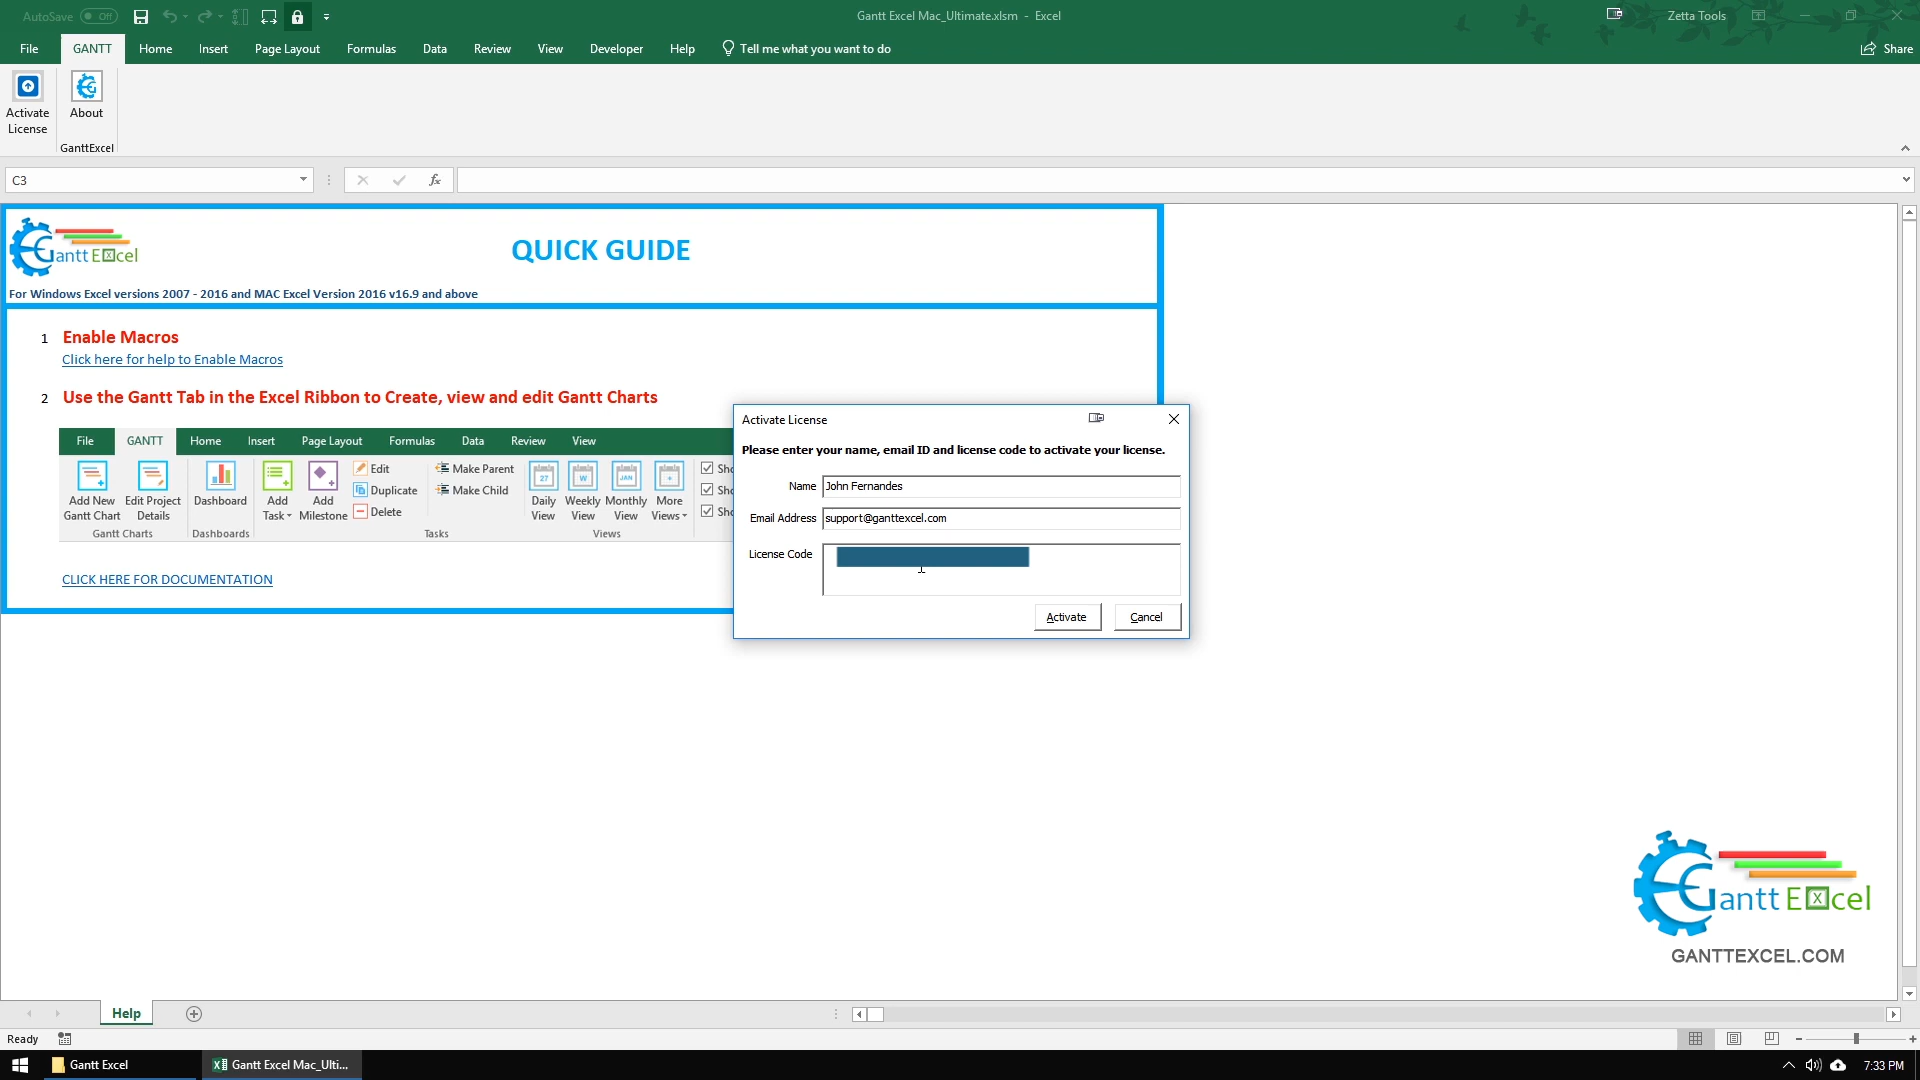 AutoSave Off
Gantt Excel Mac_Ultimate.xlsm - Excel
Zetta Tools
File GANTT Home Insert Page Layout Formulas Data Review View Developer Help Tell me what you want to do
Share
Activate License
About
GanttExcel
C3
fx
Gantt Excel
QUICK GUIDE
For Windows Excel versions 2007 - 2016 and MAC Excel Version 2016 v16.9 and above
1 Enable Macros
Click here for help to Enable Macros
2 Use the Gantt Tab in the Excel Ribbon to Create, view and edit Gantt Charts
File GANTT Home Insert Page Layout Formulas Data Review View
Add New Gantt Chart
Edit Project Details
Gantt Charts
Dashboard
Dashboards
Add Task
Add Milestone
Edit
Duplicate
Delete
Make Parent
Make Child
Tasks
27
Daily View
W
Weekly View
JAN
Monthly View
More Views
Views
Sho
Sho
Sho
CLICK HERE FOR DOCUMENTATION
Activate License
Please enter your name, email ID and license code to activate your license.
Name John Fernandes
Email Address support@ganttexcel.com
License Code
Activate Cancel
Gantt Excel
GANTTEXCEL.COM
Help
Ready
Gantt Excel
Gantt Excel Mac_Ulti...
7:33 PM